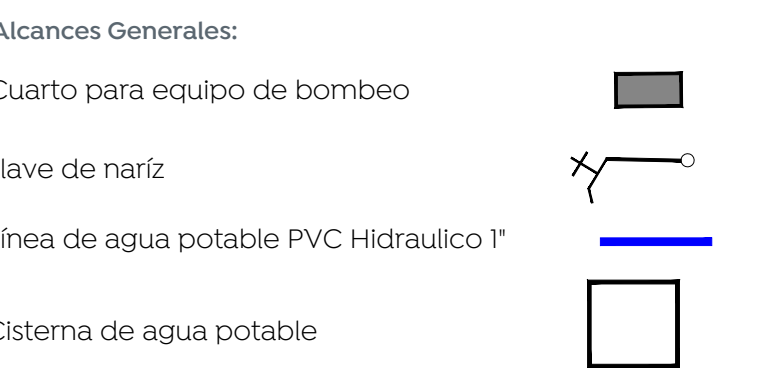 Alcances Generales:
Cuarto para equipo de bombeo
lave de naríz
ínea de agua potable PVC Hidraulico 1"
Cisterna de agua potable